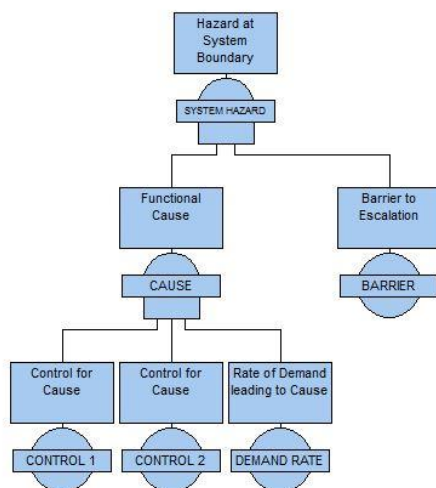 Hazard at
System
Boundary
SYSTEM HAZARD
Functional
Cause
Barrier to
Escalation
CAUSE
BARRIER
Control for
Cause
Control for
Cause
Rate of Demand
leading to Cause
CONTROL 1
CONTROL 2
DEMAND RATE